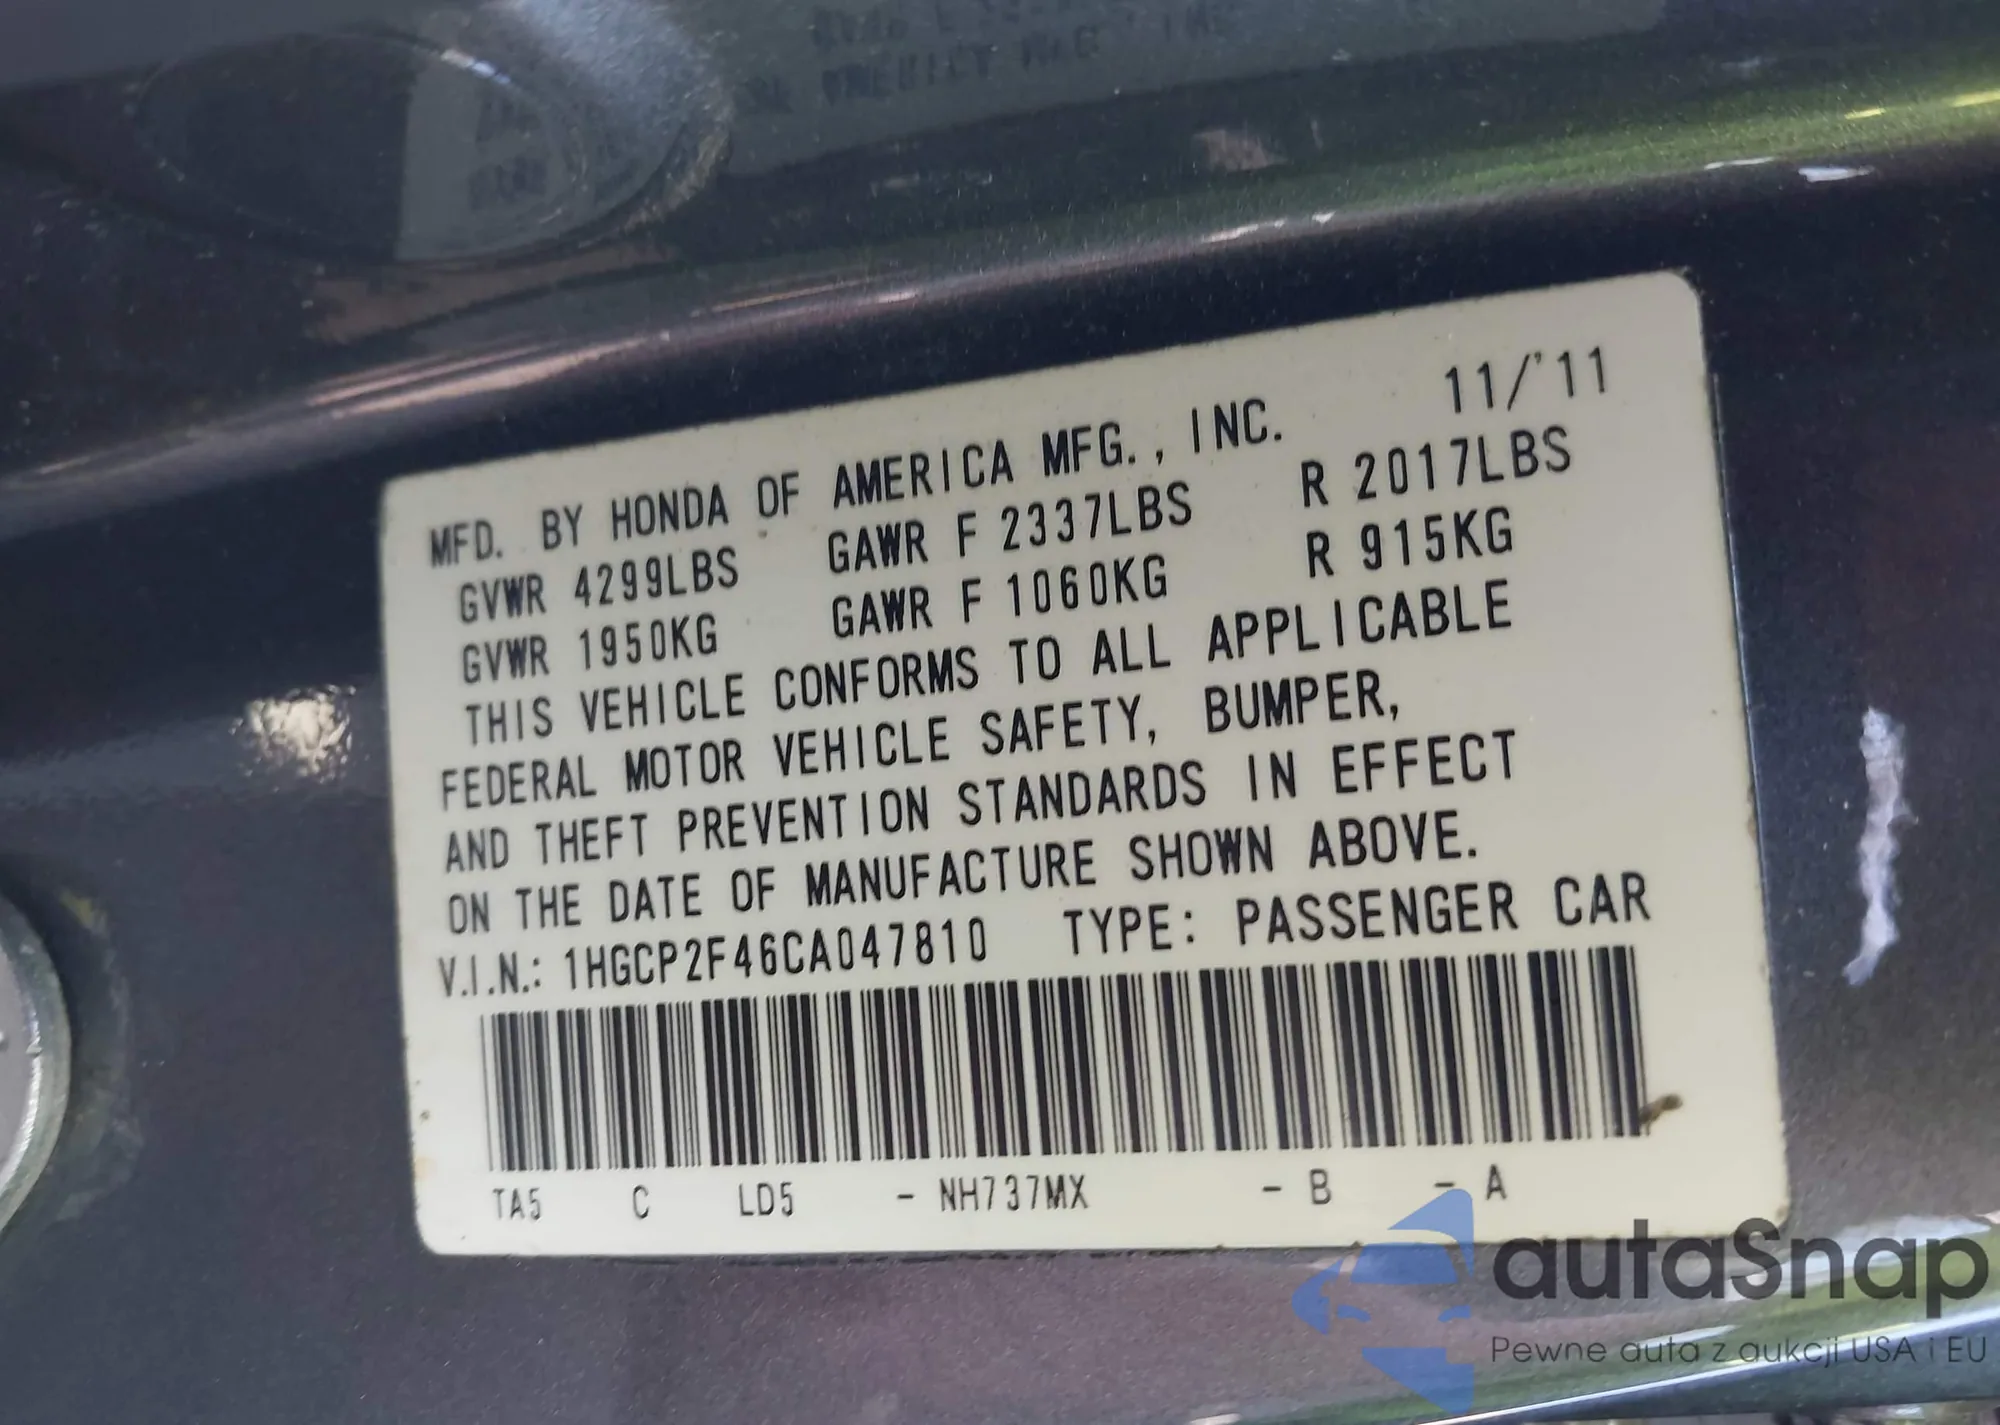 MFD. BY HONDA OF AMERICA MFG., INC. 11/'11
GVWR 4299LBS GAWR F 2337LBS R 2017LBS
GVWR 1950KG GAWR F 1060KG R 915KG
THIS VEHICLE CONFORMS TO ALL APPLICABLE
FEDERAL MOTOR VEHICLE SAFETY, BUMPER,
AND THEFT PREVENTION STANDARDS IN EFFECT
ON THE DATE OF MANUFACTURE SHOWN ABOVE.
V.I.N.: 1HGCP2F46CA047810 TYPE: PASSENGER CAR
TA5 C LD5 - NH737MX - B - A
autaSnap
Pewne auta z aukcji USA i EU